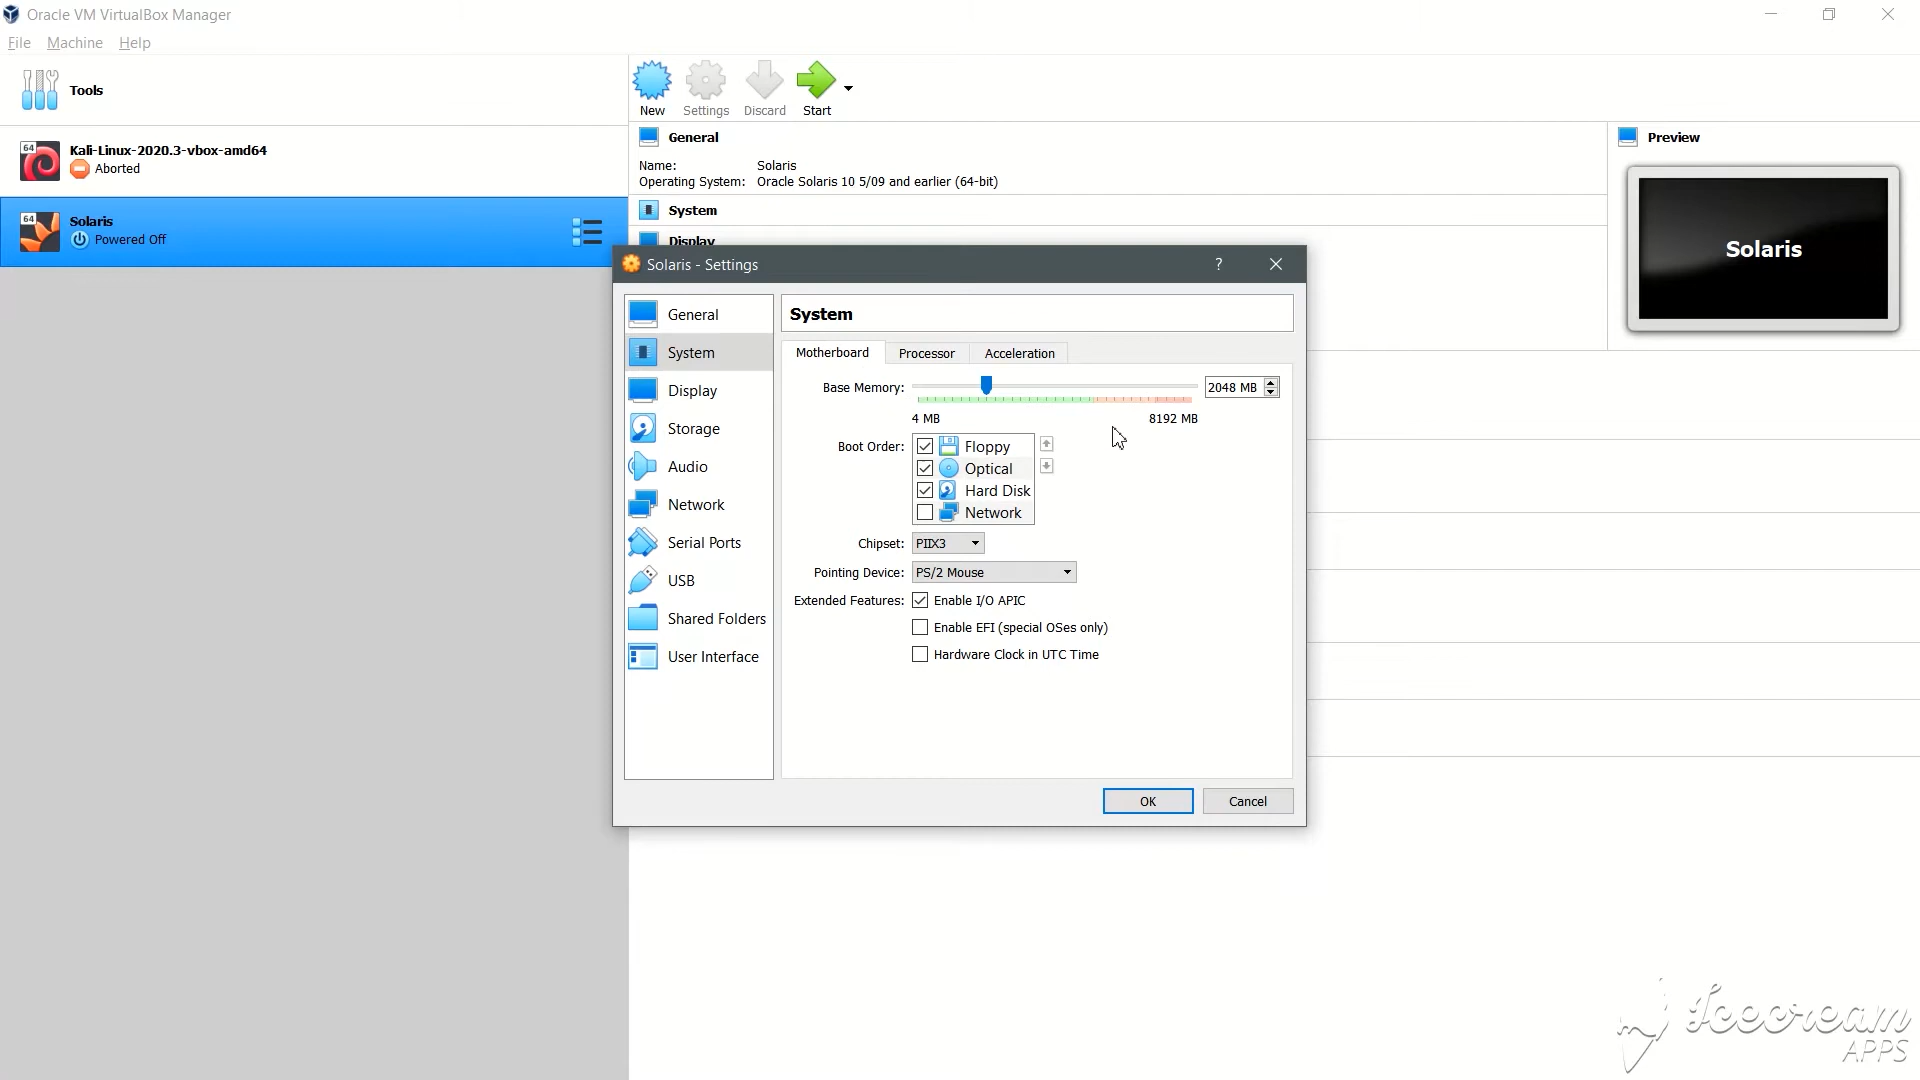 Oracle VM VirtualBox Manager
File Machine Help
Tools
New Settings Discard Start
64 Kali-Linux-2020.3-vbox-amd64
Aborted
64 Solaris
Powered Off
General
Name: Solaris
Operating System: Oracle Solaris 10 5/09 and earlier (64-bit)
System
Display
Preview
Solaris
Solaris - Settings ?
General
System
Display
Storage
Audio
Network
Serial Ports
USB
Shared Folders
User Interface
System
Motherboard Processor Acceleration
Base Memory: 2048 MB
4 MB 8192 MB
Boot Order: Floppy
Optical
Hard Disk
Network
Chipset: PIIX3
Pointing Device: PS/2 Mouse
Extended Features: Enable I/O APIC
Enable EFI (special OSes only)
Hardware Clock in UTC Time
OK Cancel
Icecream
APPS